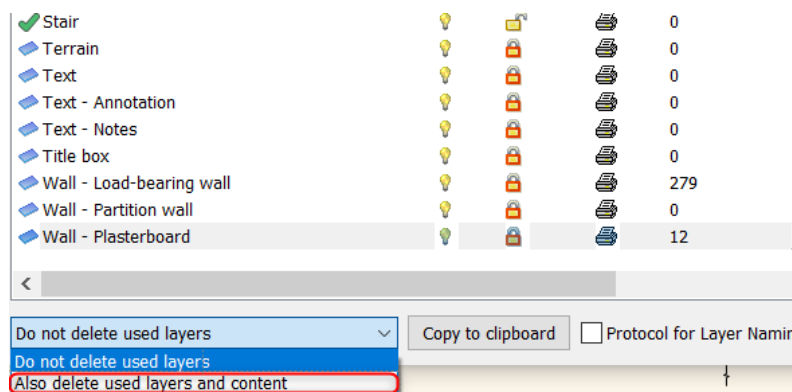 Stair 0
Terrain 0
Text 0
Text - Annotation 0
Text - Notes 0
Title box 0
Wall - Load-bearing wall 279
Wall - Partition wall 0
Wall - Plasterboard 12
Do not delete used layers Copy to clipboard Protocol for Layer Namin
Do not delete used layers
Also delete used layers and content